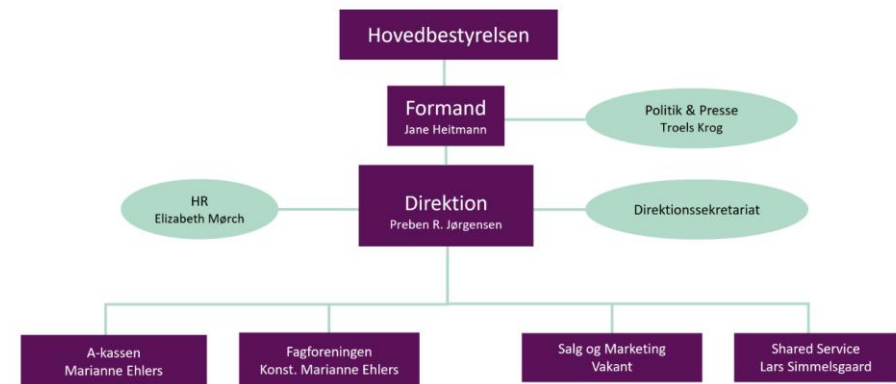 Hovedbestyrelsen
Formand
Jane Heitmann
Politik & Presse
Troels Krog
HR
Elizabeth Mørch
Direktion
Preben R. Jørgensen
Direktionssekretariat
A-kassen
Marianne Ehlers
Fagforeningen
Konst. Marianne Ehlers
Salg og Marketing
Vakant
Shared Service
Lars Simmelsgaard